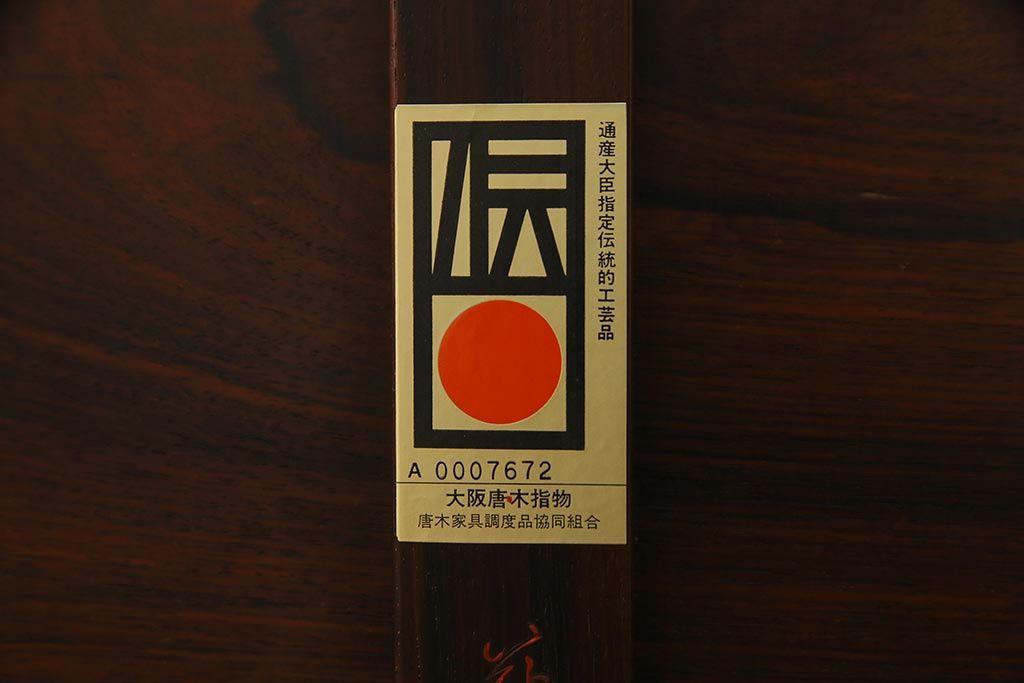 通産大臣指定伝統的工芸品
伝
A 0007672
大阪唐木指物
唐木家具調度品協同組合